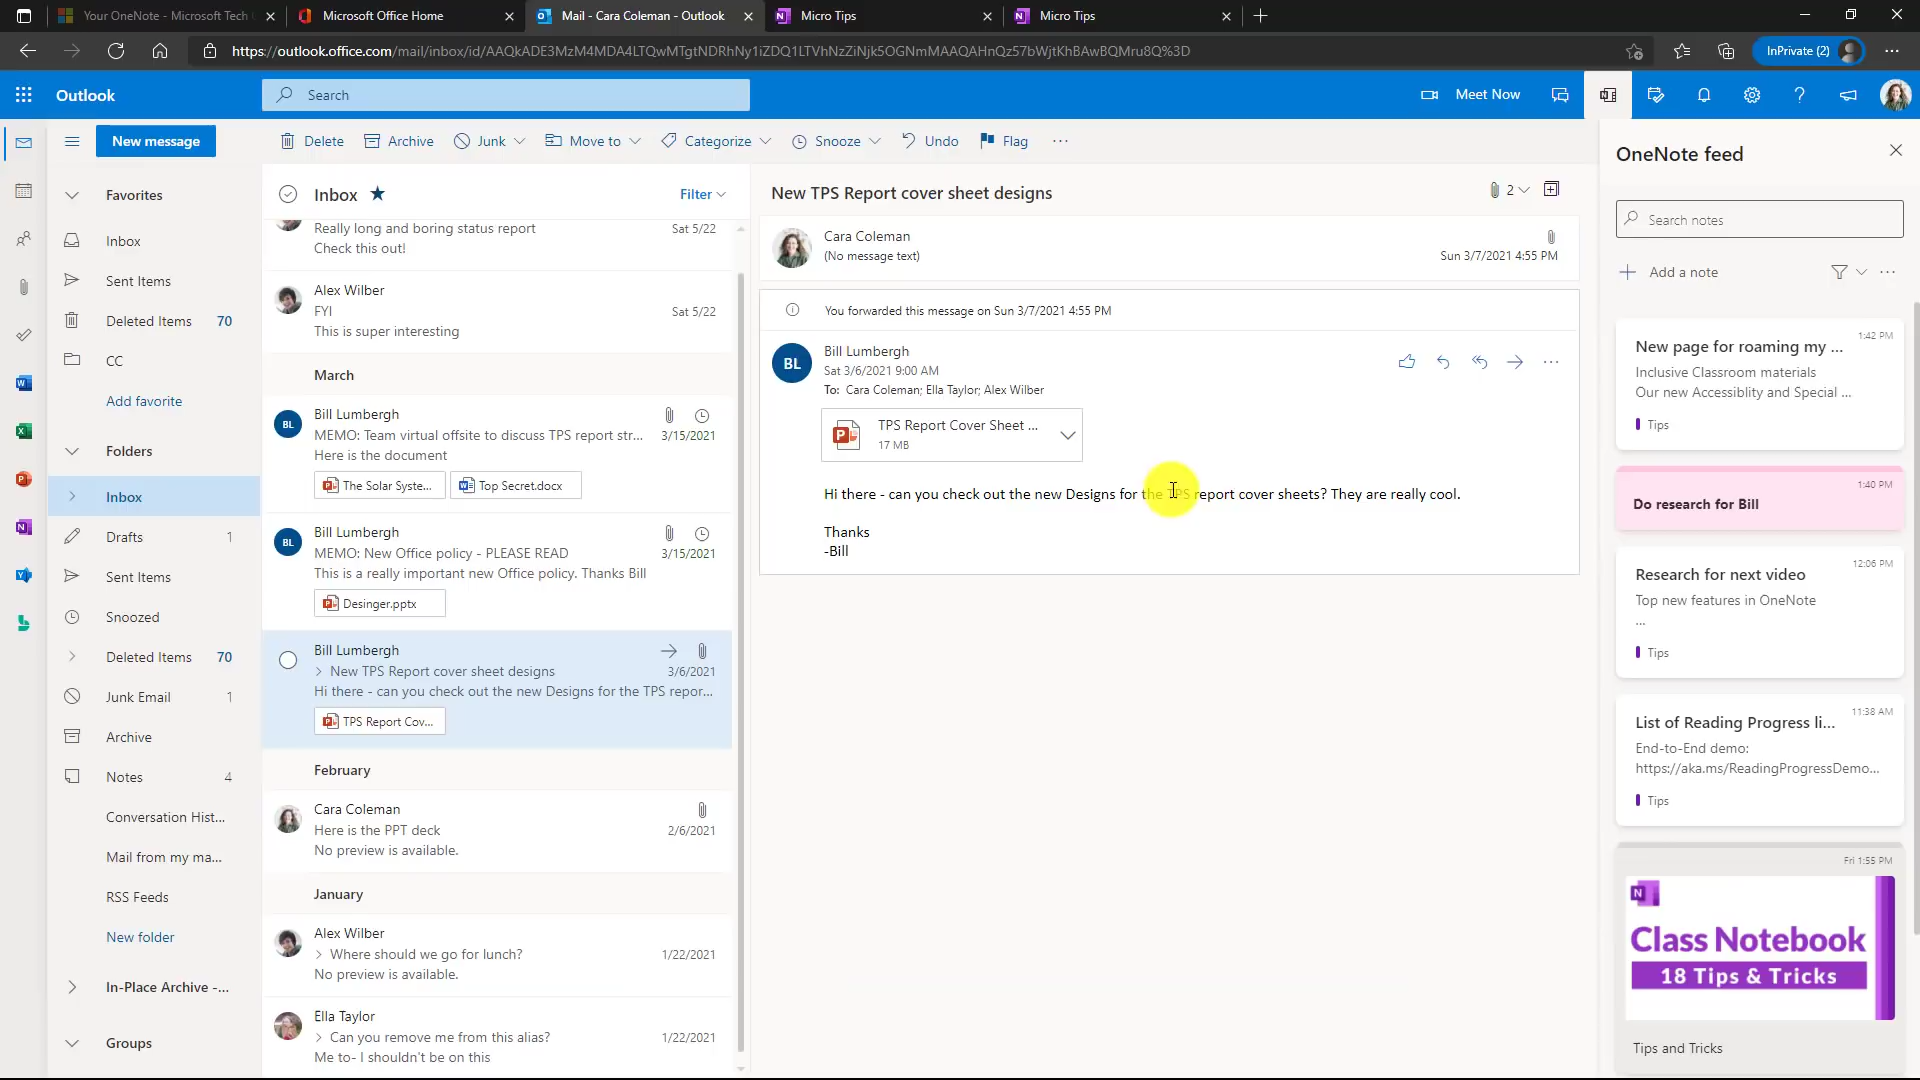 Your OneNote - Microsoft Tech
Microsoft Office Home
Mail - Cara Coleman - Outlook
Micro Tips
Micro Tips
https://outlook.office.com/mail/inbox/id/AAQkADE3MzM4MDA4LTQwMTgtNDRhNy1iZDQ1LTVhNzZiNjk5OGNmMAAQAHnQz57bWjtKhBAwBQMru8Q%3D
InPrivate (2)
Outlook
Search
Meet Now
New message
Delete
Archive
Junk
Move to
Categorize
Snooze
Undo
Flag
Favorites
Inbox
Sent Items
Deleted Items 70
CC
Add favorite
Folders
Inbox
Drafts 1
Sent Items
Snoozed
Deleted Items 70
Junk Email 1
Archive
Notes 4
Conversation Hist...
Mail from my ma...
RSS Feeds
New folder
In-Place Archive -...
Groups
Inbox
Filter
Really long and boring status report Sat 5/22
Check this out!
Alex Wilber
FYI Sat 5/22
This is super interesting
March
BL
Bill Lumbergh
MEMO: Team virtual offsite to discuss TPS report str... 3/15/2021
Here is the document
The Solar Syste...
Top Secret.docx
BL
Bill Lumbergh
MEMO: New Office policy - PLEASE READ 3/15/2021
This is a really important new Office policy. Thanks Bill
Desinger.pptx
Bill Lumbergh
New TPS Report cover sheet designs 3/6/2021
Hi there - can you check out the new Designs for the TPS repor...
TPS Report Cov...
February
Cara Coleman
Here is the PPT deck 2/6/2021
No preview is available.
January
Alex Wilber
Where should we go for lunch? 1/22/2021
No preview is available.
Ella Taylor
Can you remove me from this alias? 1/22/2021
Me to- I shouldn't be on this
New TPS Report cover sheet designs
2
Cara Coleman
(No message text)
Sun 3/7/2021 4:55 PM
You forwarded this message on Sun 3/7/2021 4:55 PM
BL
Bill Lumbergh
Sat 3/6/2021 9:00 AM
To: Cara Coleman; Ella Taylor; Alex Wilber
TPS Report Cover Sheet ...
17 MB
Hi there - can you check out the new Designs for the TPS report cover sheets? They are really cool.
Thanks
-Bill
OneNote feed
Search notes
Add a note
1:42 PM
New page for roaming my ...
Inclusive Classroom materials
Our new Accessiblity and Special ...
Tips
1:40 PM
Do research for Bill
12:06 PM
Research for next video
Top new features in OneNote
...
Tips
11:38 AM
List of Reading Progress li...
End-to-End demo:
https://aka.ms/ReadingProgressDemo...
Tips
Fri 1:55 PM
N
Class Notebook
18 Tips & Tricks
Tips and Tricks